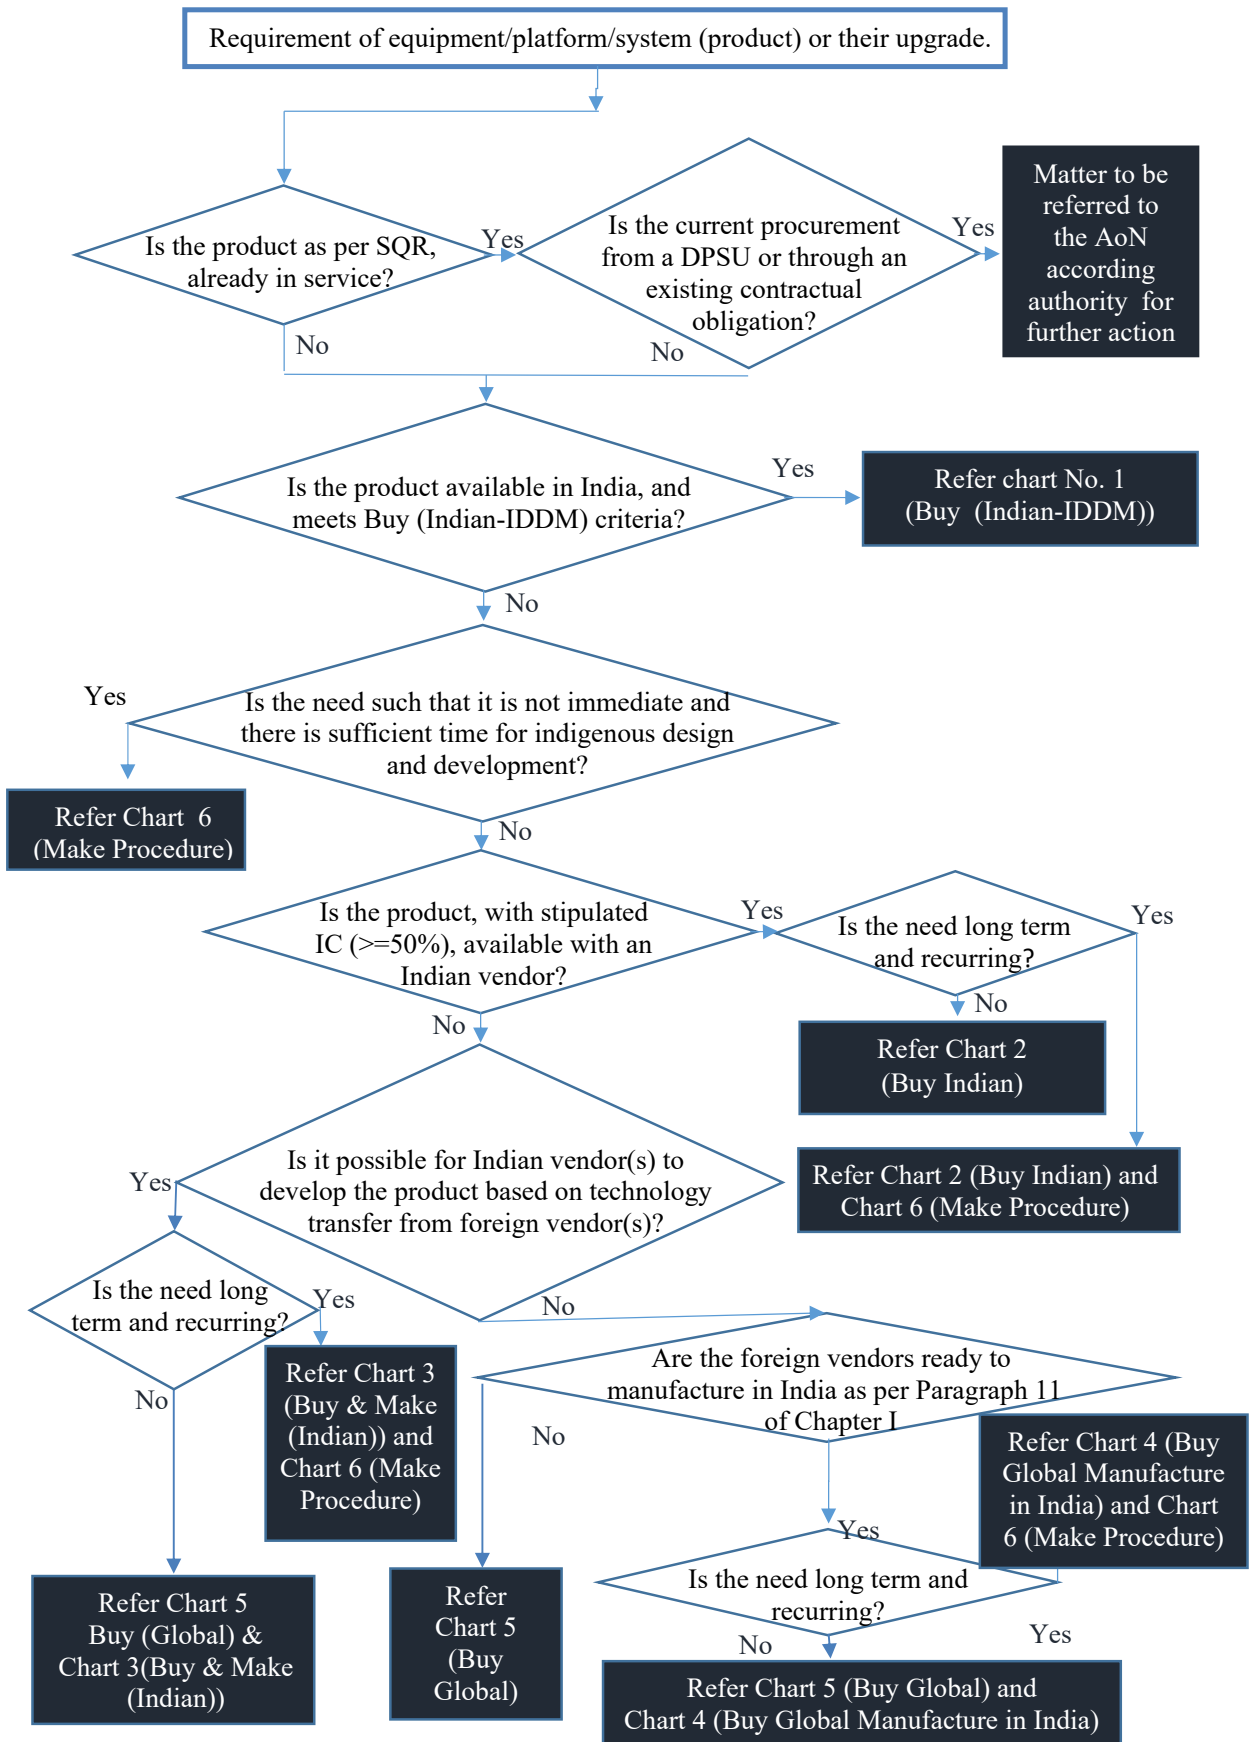 Requirement of equipment/platform/system (product) or their upgrade.
Is the product as per SQR,
already in service?
Yes
No
Is the current procurement
from a DPSU or through an
existing contractual
obligation?
Yes
No
Matter to be
referred to
the AoN
according
authority for
further action
Is the product available in India, and
meets Buy (Indian-IDDM) criteria?
Yes
Refer chart No. 1
(Buy (Indian-IDDM))
No
Is the need such that it is not immediate and
there is sufficient time for indigenous design
and development?
Yes
Refer Chart 6
(Make Procedure)
No
Is the product, with stipulated
IC (>=50%), available with an
Indian vendor?
Yes
Is the need long term
and recurring?
Yes
No
Refer Chart 2
(Buy Indian)
Refer Chart 2 (Buy Indian) and
Chart 6 (Make Procedure)
No
Is it possible for Indian vendor(s) to
develop the product based on technology
transfer from foreign vendor(s)?
Yes
Is the need long
term and recurring?
Yes
Refer Chart 3
(Buy & Make
(Indian)) and
Chart 6 (Make
Procedure)
No
Refer Chart 5
Buy (Global) &
Chart 3(Buy & Make
(Indian))
No
Are the foreign vendors ready to
manufacture in India as per Paragraph 11
of Chapter I
No
Refer
Chart 5
(Buy
Global)
Yes
Is the need long term and
recurring?
Yes
Refer Chart 4 (Buy
Global Manufacture
in India) and Chart
6 (Make Procedure)
No
Refer Chart 5 (Buy Global) and
Chart 4 (Buy Global Manufacture in India)